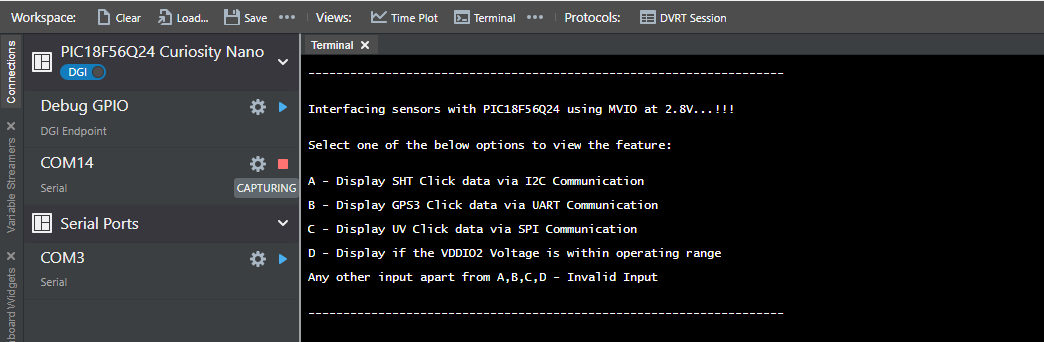 Workspace: Clear Load... Save ••• Views: Time Plot Terminal ••• Protocols: DVRT Session
Connections
Variable Streamers
board Widgets
PIC18F56Q24 Curiosity Nano
DGI
Debug GPIO
DGI Endpoint
COM14
Serial
CAPTURING
Serial Ports
COM3
Serial
Terminal
--------------------------------------------------------------------
Interfacing sensors with PIC18F56Q24 using MVIO at 2.8V...!!!
Select one of the below options to view the feature:
A - Display SHT Click data via I2C Communication
B - Display GPS3 Click data via UART Communication
C - Display UV Click data via SPI Communication
D - Display if the VDDIO2 Voltage is within operating range
Any other input apart from A,B,C,D - Invalid Input
--------------------------------------------------------------------